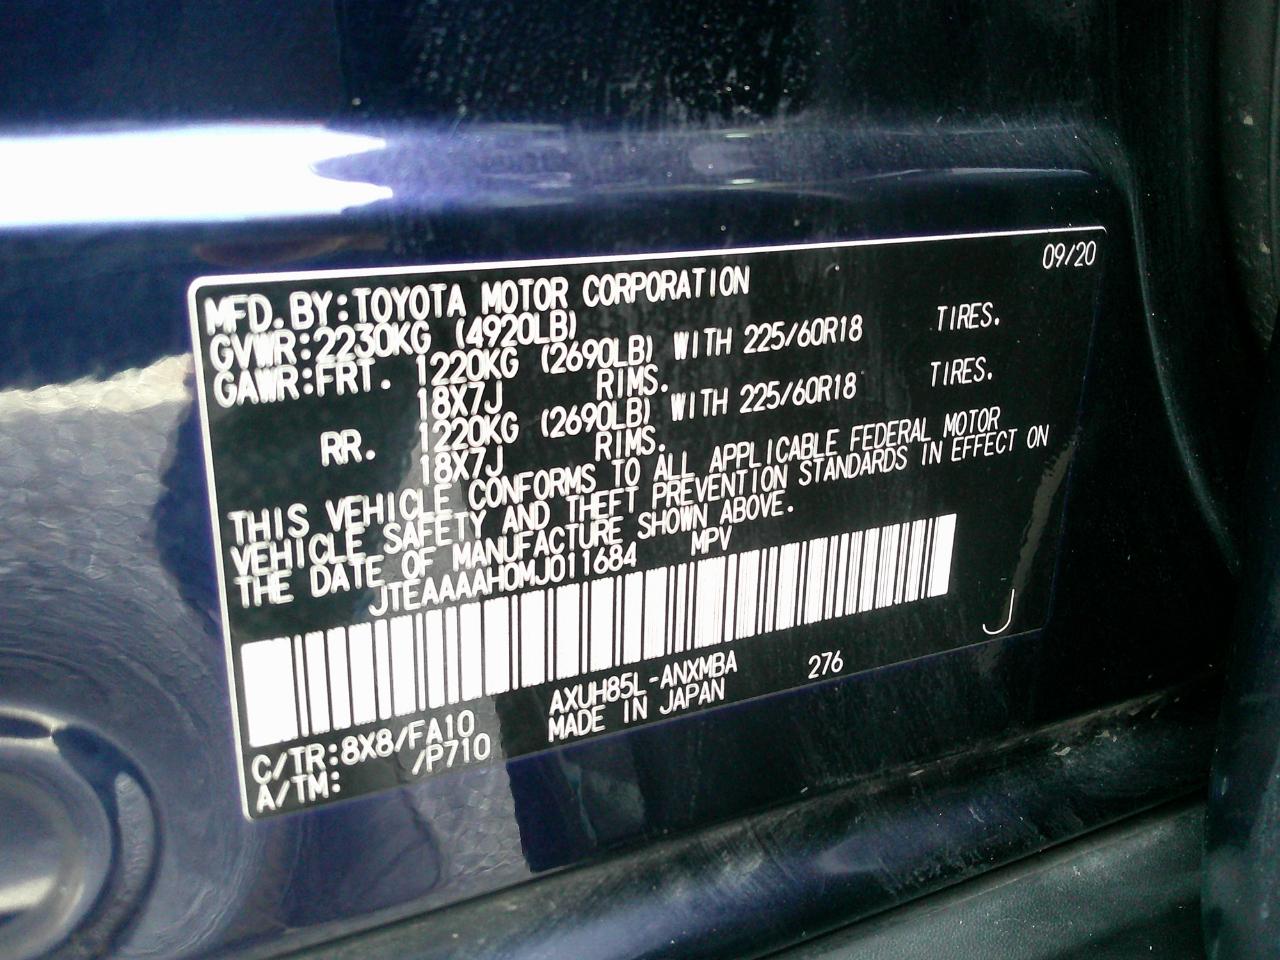 09/20
MFD. BY: TOYOTA MOTOR CORPORATION
GVWR: 2230KG (4920LB)
GAWR: FRT. 1220KG (2690LB) WITH 225/60R18 TIRES.
18X7J RIMS.
RR. 1220KG (2690LB) WITH 225/60R18 TIRES.
18X7J RIMS.
THIS VEHICLE CONFORMS TO ALL APPLICABLE FEDERAL MOTOR
VEHICLE SAFETY AND THEFT PREVENTION STANDARDS IN EFFECT ON
THE DATE OF MANUFACTURE SHOWN ABOVE.
JTEAAAAH0MJ011684 MPV
J
C/TR: 8X8/FA10 AXUH85L-ANXMBA 276
A/TM: /P710 MADE IN JAPAN